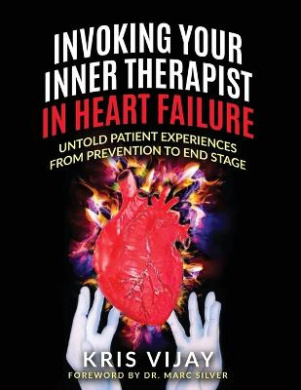 INVOKING YOUR
INNER THERAPIST
IN HEART FAILURE
UNTOLD PATIENT EXPERIENCES
FROM PREVENTION TO END STAGE
KRIS VIJAY
FOREWORD BY DR. MARC SILVER